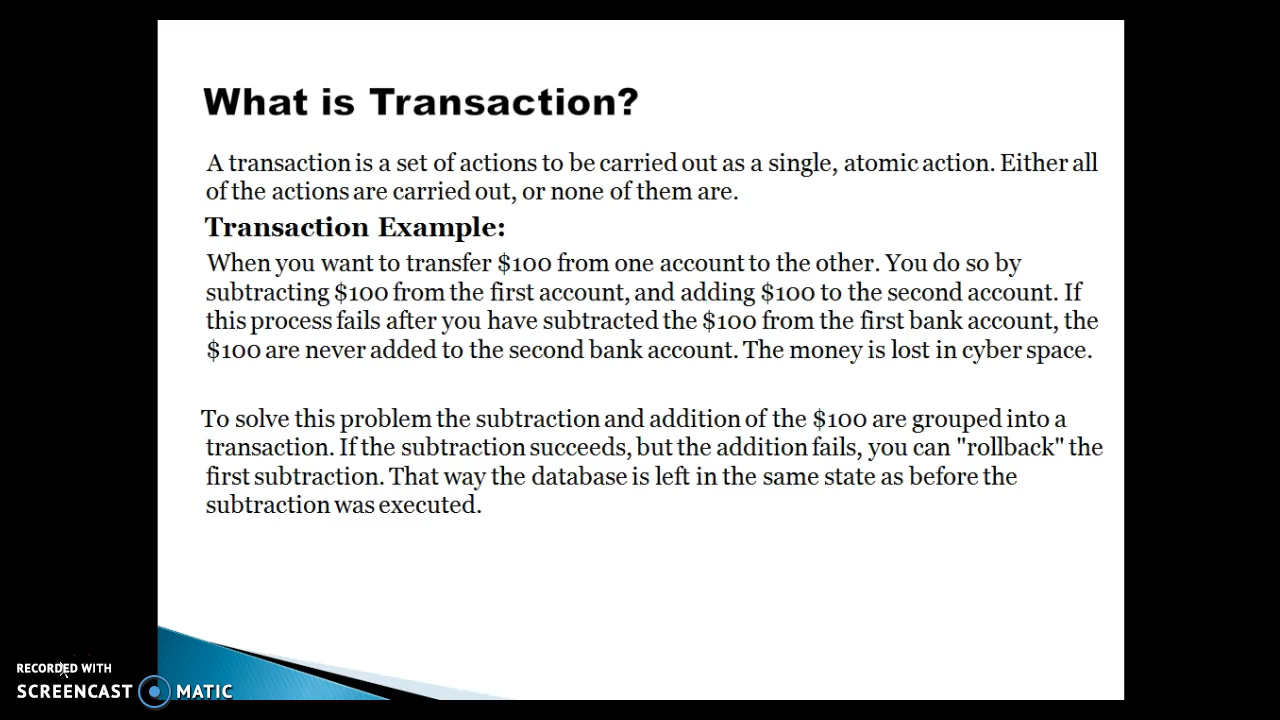 What is Transaction?
A transaction is a set of actions to be carried out as a single, atomic action. Either all
of the actions are carried out, or none of them are.
Transaction Example:
When you want to transfer $100 from one account to the other. You do so by
subtracting $100 from the first account, and adding $100 to the second account. If
this process fails after you have subtracted the $100 from the first bank account, the
$100 are never added to the second bank account. The money is lost in cyber space.
To solve this problem the subtraction and addition of the $100 are grouped into a
transaction. If the subtraction succeeds, but the addition fails, you can "rollback" the
first subtraction. That way the database is left in the same state as before the
subtraction was executed.
RECORDED WITH
SCREENCAST MATIC